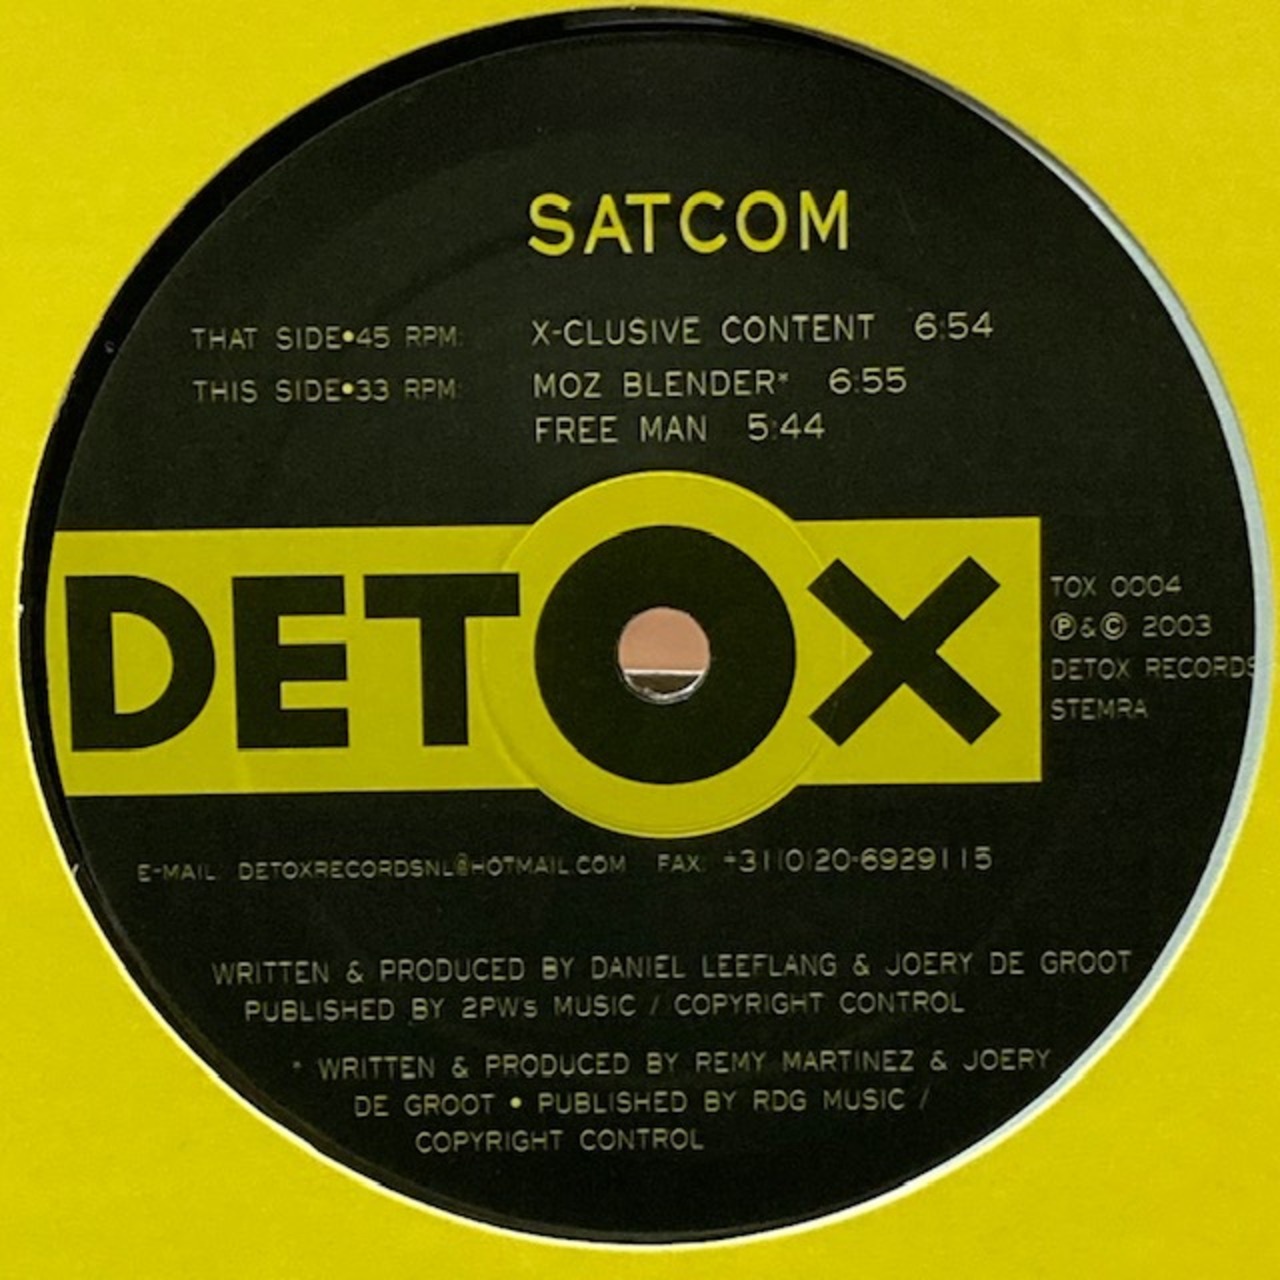 SATCOM
THAT SIDE•45 RPM: X-CLUSIVE CONTENT 6:54
THIS SIDE•33 RPM: MOZ BLENDER* 6:55
FREE MAN 5:44
DETOX
TOX 0004
℗&© 2003
DETOX RECORDS
STEMRA
E-MAIL: DETOXRECORDSNL@HOTMAIL.COM FAX: +31(0)20-6929115
WRITTEN & PRODUCED BY DANIEL LEEFLANG & JOERY DE GROOT
PUBLISHED BY 2PW's MUSIC / COPYRIGHT CONTROL
* WRITTEN & PRODUCED BY REMY MARTINEZ & JOERY
DE GROOT • PUBLISHED BY RDG MUSIC /
COPYRIGHT CONTROL